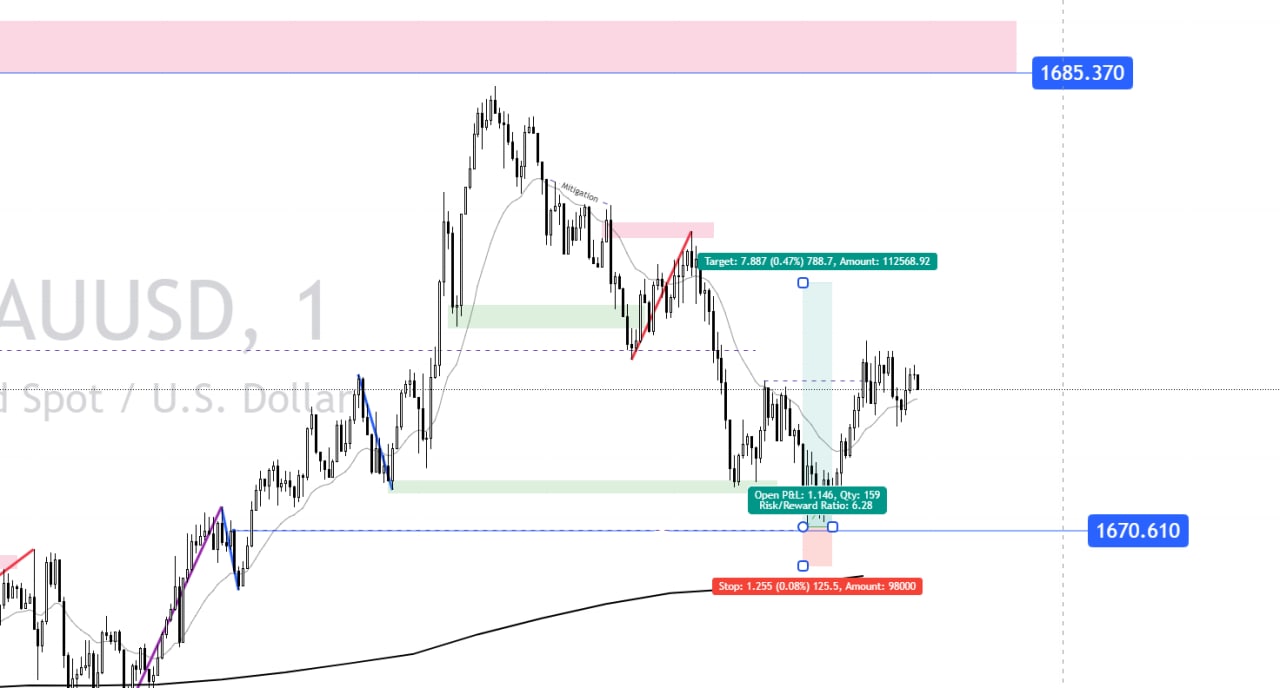 1685.370
Mitigation
Target: 7.887 (0.47%) 788.7, Amount: 112568.92
AUUSD, 1
d Spot / U.S. Dollar
Open P&L: 1.146, Qty: 159
Risk/Reward Ratio: 6.28
1670.610
Stop: 1.255 (0.08%) 125.5, Amount: 98000